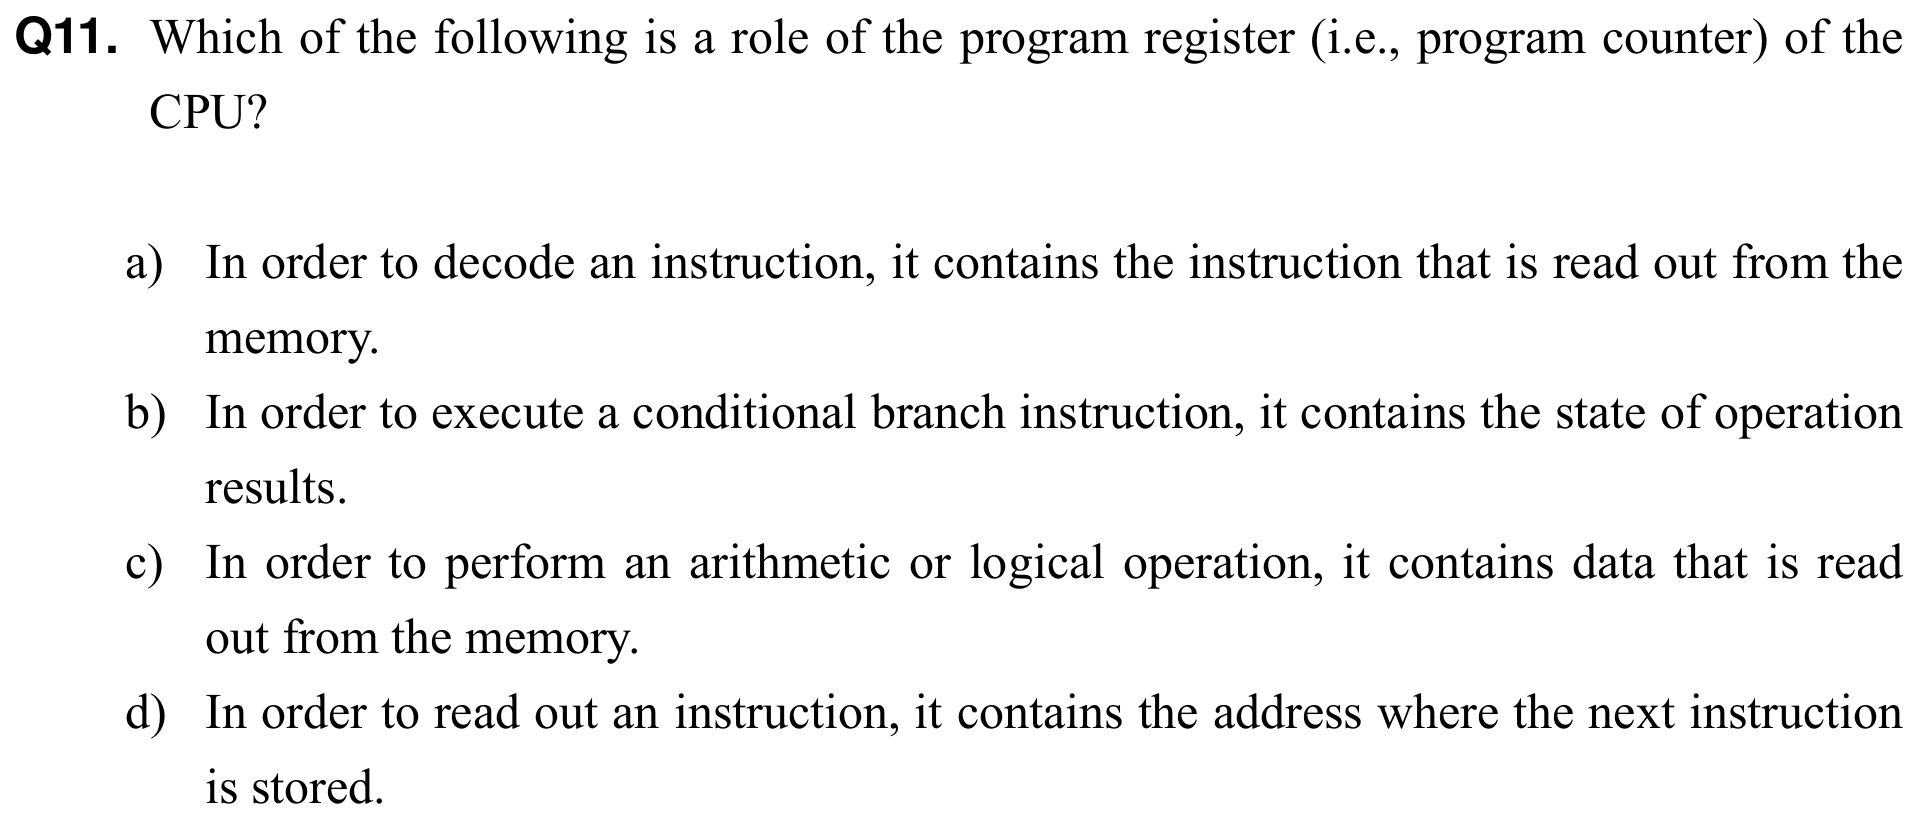 Q11. Which of the following is a role of the program register (i.e., program counter) of the
CPU?
a) In order to decode an instruction, it contains the instruction that is read out from the
memory.
b) In order to execute a conditional branch instruction, it contains the state of operation
results.
c) In order to perform an arithmetic or logical operation, it contains data that is read
out from the memory.
d) In order to read out an instruction, it contains the address where the next instruction
is stored.